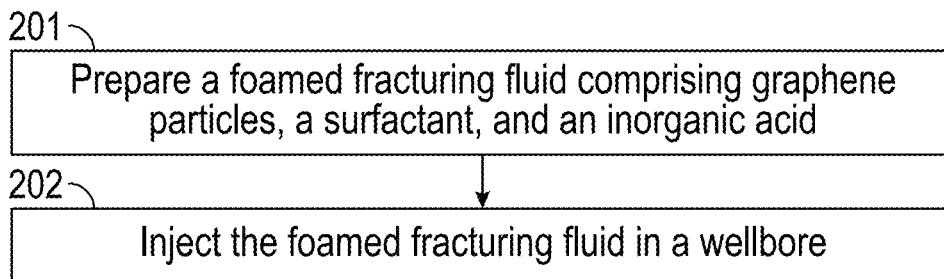 201
Prepare a foamed fracturing fluid comprising graphene
particles, a surfactant, and an inorganic acid
202
Inject the foamed fracturing fluid in a wellbore